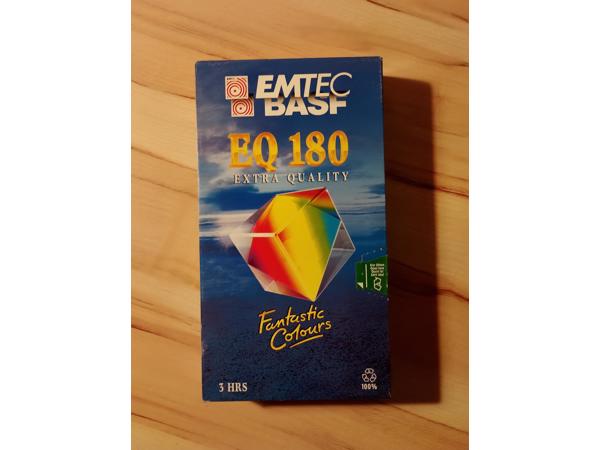 EMTEC
BASF
EQ 180
EXTRA QUALITY
Fantastic
Colours
3 HRS
100%